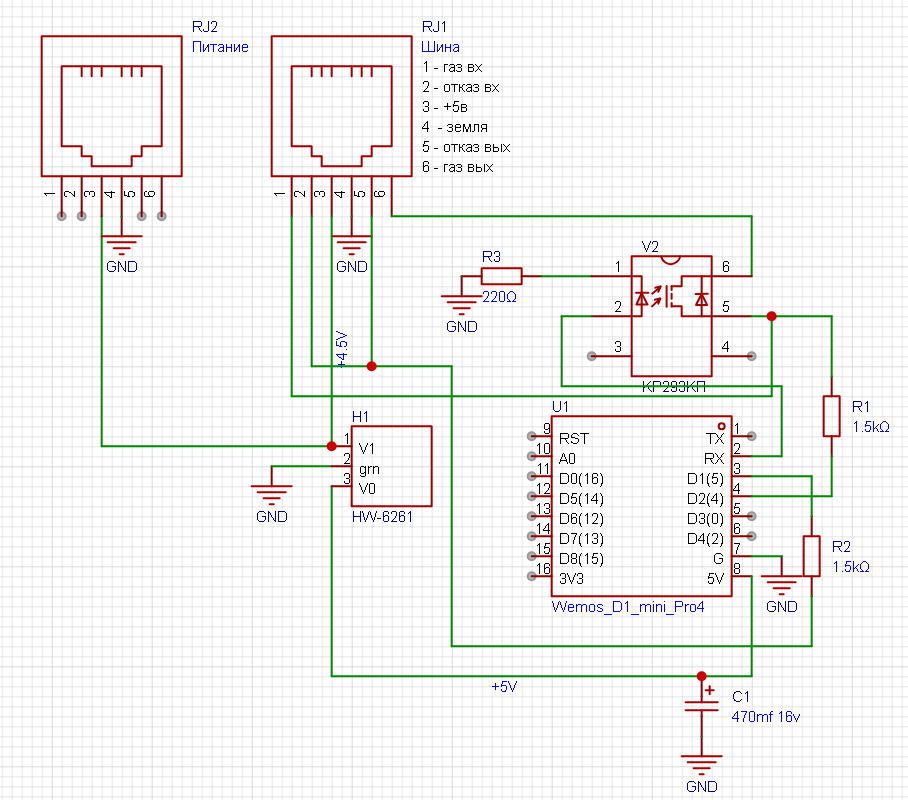 RJ2
Питание
1 2 3 4 5 6
GND
RJ1
Шина
1 - газ вх
2 - отказ вх
3 - +5в
4 - земля
5 - отказ вых
6 - газ вых
1 2 3 4 5 6
GND
+4.5V
R3
220Ω
GND
V2
1
2
3
6
5
4
КР293КП
R1
1.5kΩ
H1
1 V1
2 grn
3 V0
HW-6261
GND
U1
9 RST
10 A0
11 D0(16)
12 D5(14)
13 D6(12)
14 D7(13)
15 D8(15)
16 3V3
TX 1
RX 2
D1(5) 3
D2(4) 4
D3(0) 5
D4(2) 6
G 7
5V 8
Wemos_D1_mini_Pro4
R2
1.5kΩ
GND
+5V
+
C1
470mf 16v
GND